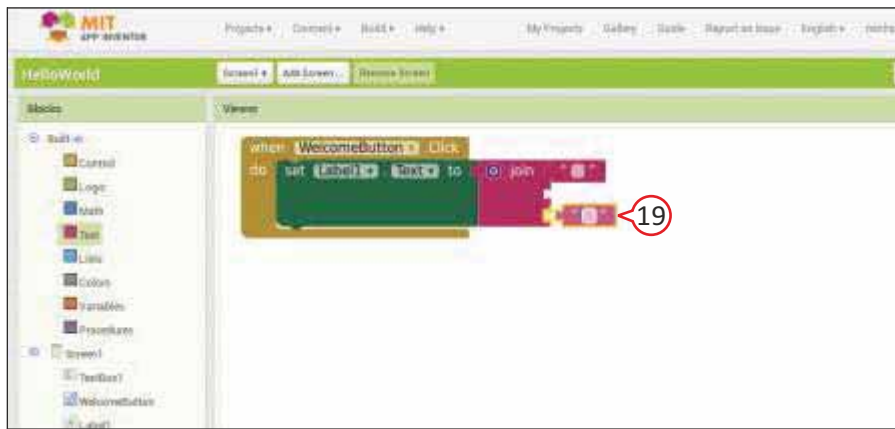 MIT
APP INVENTOR
Projects Connect Build Help My Projects Gallery Guide Report an Issue English
HelloWorld Screen1 Add Screen... Remove Screen
Blocks Viewer
Built-in
Control
Logic
Math
Text
Lists
Colors
Variables
Procedures
Screen1
TextBox1
WelcomeButton
Label1
when WelcomeButton .Click
do set Label1 . Text to join " "
" "
19